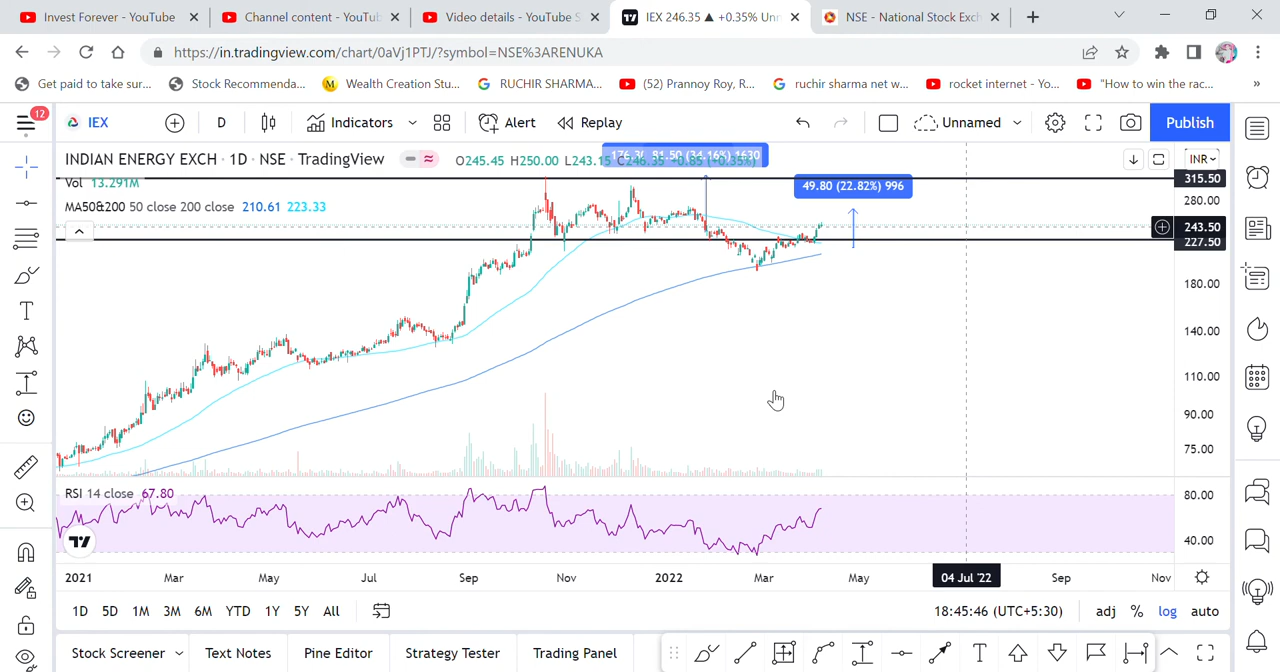 Invest Forever - YouTube
Channel content - YouTub
Video details - YouTube S
IEX 246.35 ▲ +0.35% Unn
NSE - National Stock Exch
https://in.tradingview.com/chart/0aVj1PTJ/?symbol=NSE%3ARENUKA
Get paid to take sur...
Stock Recommenda...
Wealth Creation Stu...
RUCHIR SHARMA...
(52) Prannoy Roy, R...
ruchir sharma net w...
rocket internet - Yo...
"How to win the rac...
»
12
IEX
D
Indicators
Alert
Replay
Unnamed
Publish
INDIAN ENERGY EXCH · 1D · NSE · TradingView
O245.45 H250.00 L243.15 C246.35 +0.85 (+0.35%)
81.50 (34.16%) 1630
INR
Vol 13.291M
49.80 (22.82%) 996
MA50&200 50 close 200 close 210.61 223.33
315.50
280.00
243.50
227.50
180.00
140.00
110.00
90.00
75.00
RSI 14 close 67.80
80.00
40.00
2021
Mar
May
Jul
Sep
Nov
2022
Mar
May
04 Jul '22
Sep
Nov
1D 5D 1M 3M 6M YTD 1Y 5Y All
18:45:46 (UTC+5:30)
adj % log auto
Stock Screener
Text Notes
Pine Editor
Strategy Tester
Trading Panel